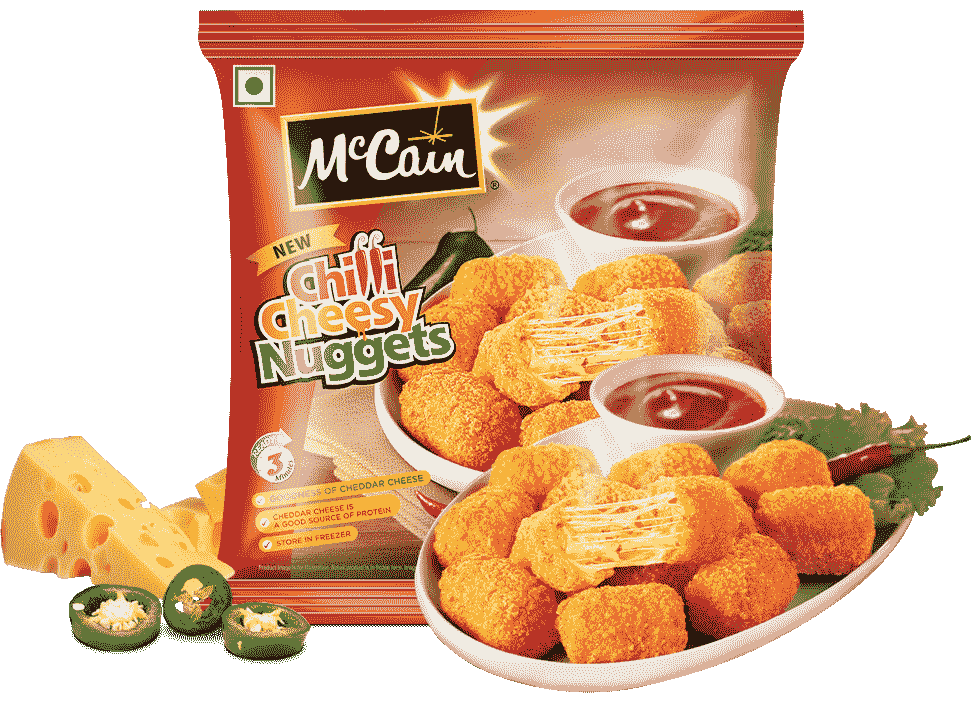 McCain
®
NEW
Chilli
Cheesy
Nuggets
READY IN
3
Minutes
GOODNESS OF CHEDDAR CHEESE
CHEDDAR CHEESE IS
A GOOD SOURCE OF PROTEIN
STORE IN FREEZER